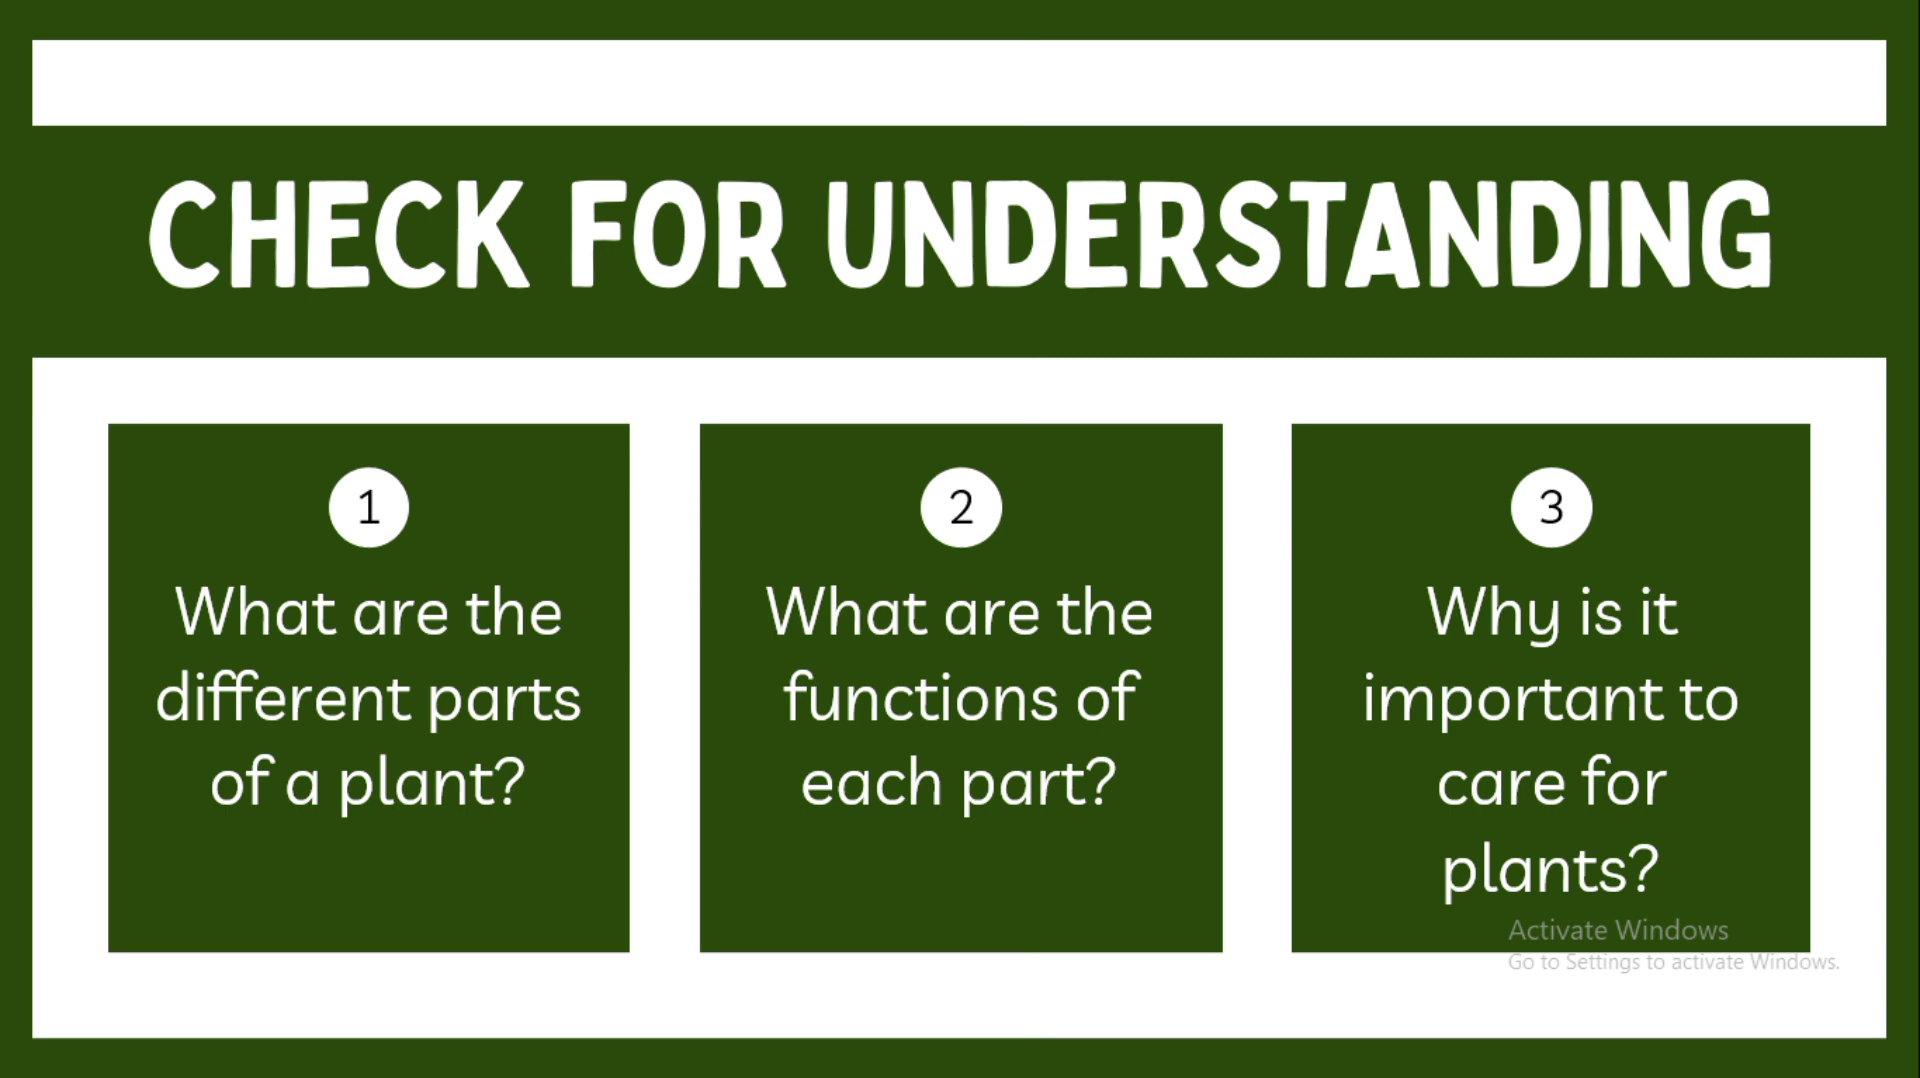 CHECK FOR UNDERSTANDING
1
What are the
different parts
of a plant?
2
What are the
functions of
each part?
3
Why is it
important to
care for
plants?
Activate Windows
Go to Settings to activate Windows.